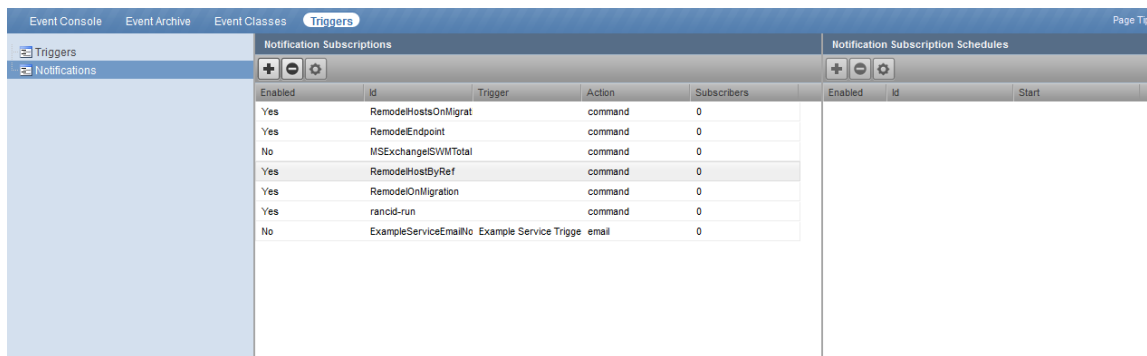 Event Console Event Archive Event Classes Triggers Page Tip
Triggers
Notifications
Notification Subscriptions
Enabled Id Trigger Action Subscribers
Yes RemodelHostsOnMigrat command 0
Yes RemodelEndpoint command 0
No MSExchangeISWMTotal command 0
Yes RemodelHostByRef command 0
Yes RemodelOnMigration command 0
Yes rancid-run command 0
No ExampleServiceEmailNo Example Service Trigge email 0
Notification Subscription Schedules
Enabled Id Start